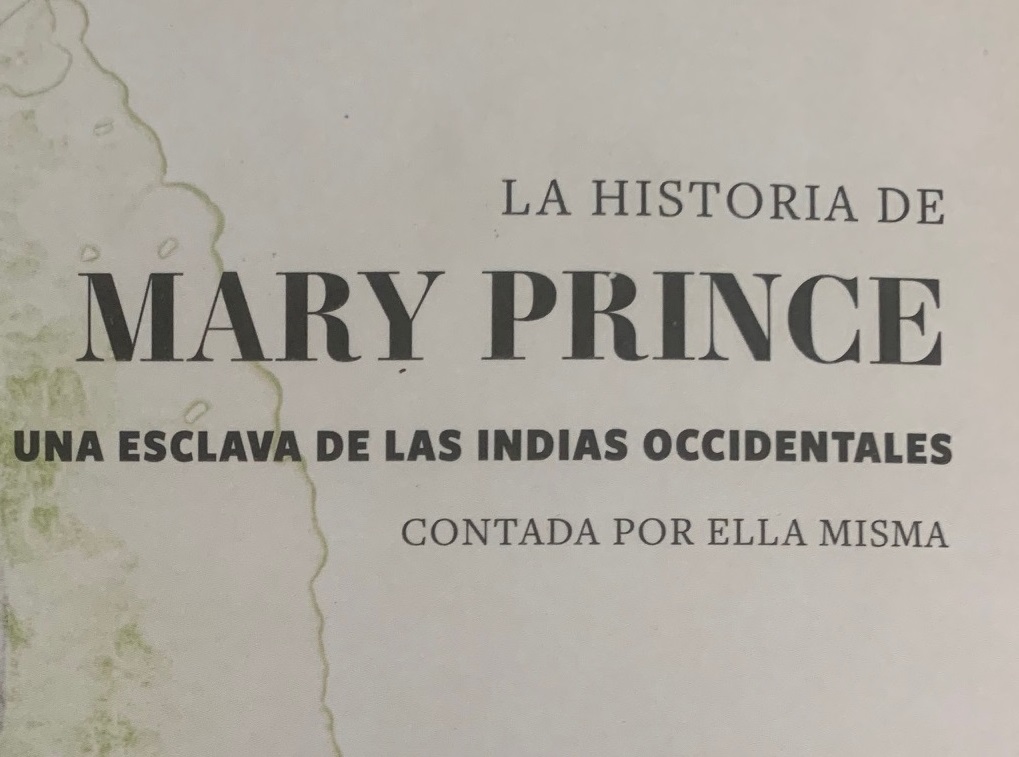 LA HISTORIA DE
MARY PRINCE
UNA ESCLAVA DE LAS INDIAS OCCIDENTALES
CONTADA POR ELLA MISMA